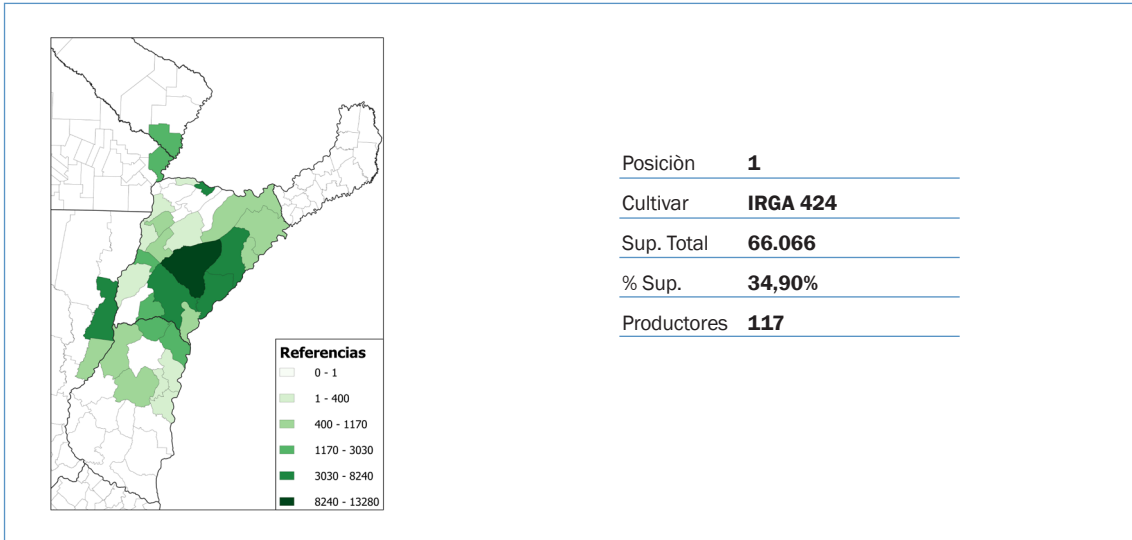 Referencias
0 - 1
1 - 400
400 - 1170
1170 - 3030
3030 - 8240
8240 - 13280
Posiciòn 1
Cultivar IRGA 424
Sup. Total 66.066
% Sup. 34,90%
Productores 117